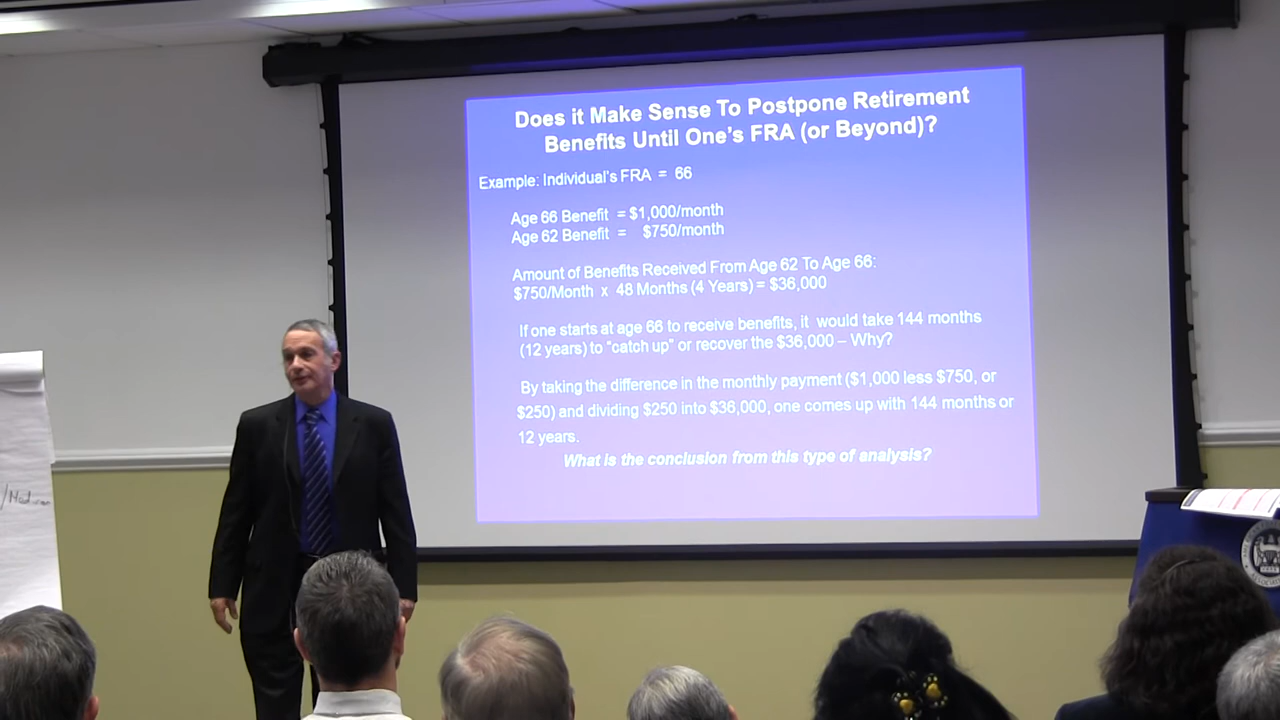 Does it Make Sense To Postpone Retirement
Benefits Until One's FRA (or Beyond)?
Example: Individual's FRA = 66
Age 66 Benefit = $1,000/month
Age 62 Benefit = $750/month
Amount of Benefits Received From Age 62 To Age 66:
$750/Month x 48 Months (4 Years) = $36,000
If one starts at age 66 to receive benefits, it would take 144 months
(12 years) to "catch up" or recover the $36,000 – Why?
By taking the difference in the monthly payment ($1,000 less $750, or
$250) and dividing $250 into $36,000, one comes up with 144 months or
12 years.
What is the conclusion from this type of analysis?